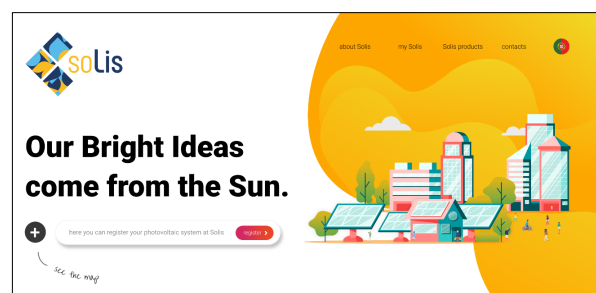 solis
about Solis my Solis Solis products contacts
Our Bright Ideas
come from the Sun.
here you can register your photovoltaic system at Solis register
see the map